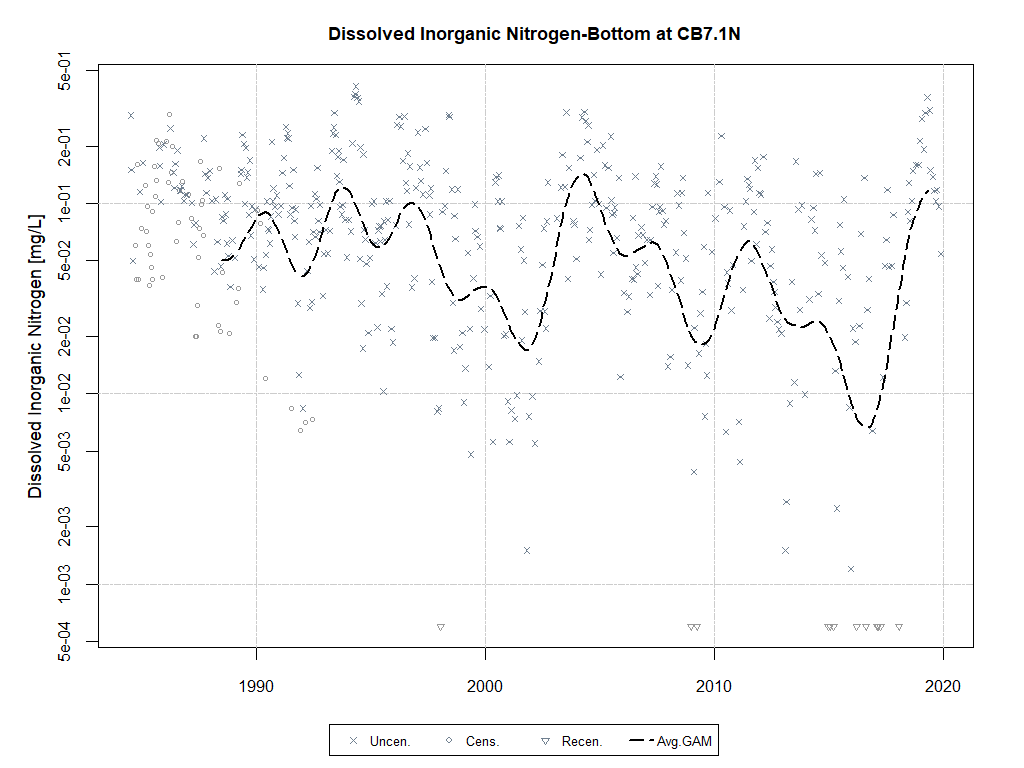 Dissolved Inorganic Nitrogen-Bottom at CB7.1N
Dissolved Inorganic Nitrogen [mg/L]
5e-01
2e-01
1e-01
5e-02
2e-02
1e-02
5e-03
2e-03
1e-03
5e-04
1990 2000 2010 2020
Uncen. Cens. Recen. Avg.GAM